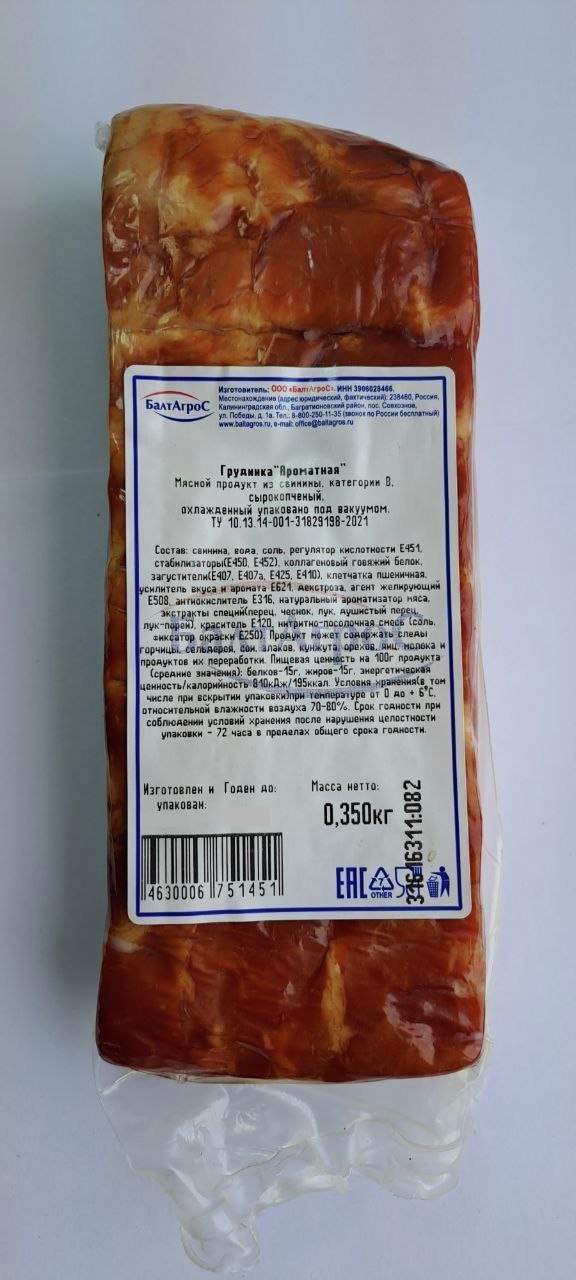 БалтАгроС
Изготовитель: ООО «БалтАгроС». ИНН 3906028466.
Местонахождение (адрес юридический, фактический): 238460, Россия,
Калининградская обл., Багратионовский район, пос. Совхозное,
ул. Победы, д. 1а. Тел.: 8-800-250-11-35 (звонок по России бесплатный)
www.baltagros.ru, e-mail: office@baltagros.ru
Грудинка"Ароматная"
Мясной продукт из свинины, категории В,
сырокопченый,
охлажденный упаковано под вакуумом.
ТУ 10.13.14-001-31829198-2021
Состав: свинина, вода, соль, регулятор кислотности Е451,
стабилизаторы(Е450, Е452), коллагеновый говяжий белок,
загустители(Е407, Е407а, Е425, Е410), клетчатка пшеничная,
усилитель вкуса и аромата Е621, декстроза, агент желирующий
Е508, антиокислитель Е316, натуральный ароматизатор мяса,
экстракты специй(перец, чеснок, лук, душистый перец,
лук-порей), краситель Е120, нитритно-посолочная смесь (соль,
фиксатор окраски Е250). Продукт может содержать следы
горчицы, сельдерея, сои, злаков, кунжута, орехов, яиц, молока и
продуктов их переработки. Пищевая ценность на 100г продукта
(средние значения): белков-15г, жиров-15г, энергетическая
ценность/калорийность 810кДж/195ккал. Условия хранения(в том
числе при вскрытии упаковки)при температуре от 0 до + 6°С,
относительной влажности воздуха 70-80%. Срок годности при
соблюдении условий хранения после нарушения целостности
упаковки - 72 часа в пределах общего срока годности.
БалтАгроС
Изготовлен и Годен до:
упакован:
Масса нетто:
0,350кг
4630006 751451
EAC
7
OTHER